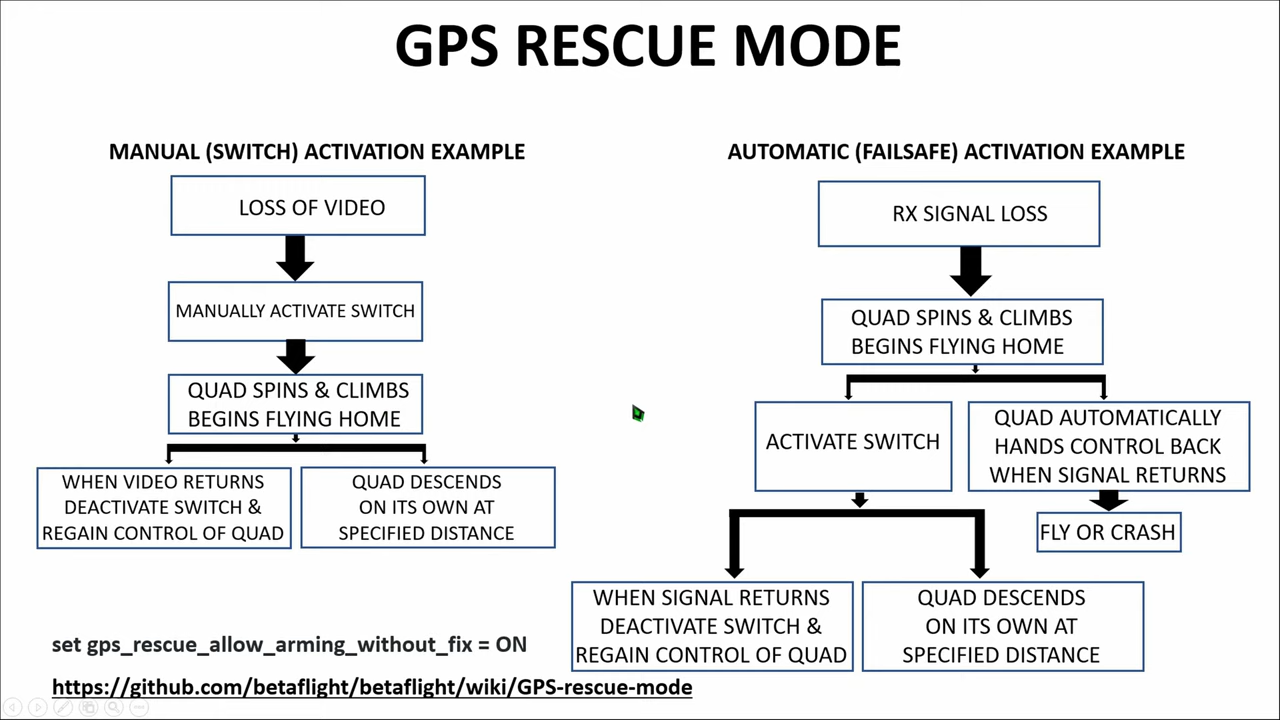 GPS RESCUE MODE
MANUAL (SWITCH) ACTIVATION EXAMPLE
LOSS OF VIDEO
MANUALLY ACTIVATE SWITCH
QUAD SPINS & CLIMBS
BEGINS FLYING HOME
WHEN VIDEO RETURNS
DEACTIVATE SWITCH &
REGAIN CONTROL OF QUAD
QUAD DESCENDS
ON ITS OWN AT
SPECIFIED DISTANCE
AUTOMATIC (FAILSAFE) ACTIVATION EXAMPLE
RX SIGNAL LOSS
QUAD SPINS & CLIMBS
BEGINS FLYING HOME
ACTIVATE SWITCH
QUAD AUTOMATICALLY
HANDS CONTROL BACK
WHEN SIGNAL RETURNS
FLY OR CRASH
WHEN SIGNAL RETURNS
DEACTIVATE SWITCH &
REGAIN CONTROL OF QUAD
QUAD DESCENDS
ON ITS OWN AT
SPECIFIED DISTANCE
set gps_rescue_allow_arming_without_fix = ON
https://github.com/betaflight/betaflight/wiki/GPS-rescue-mode